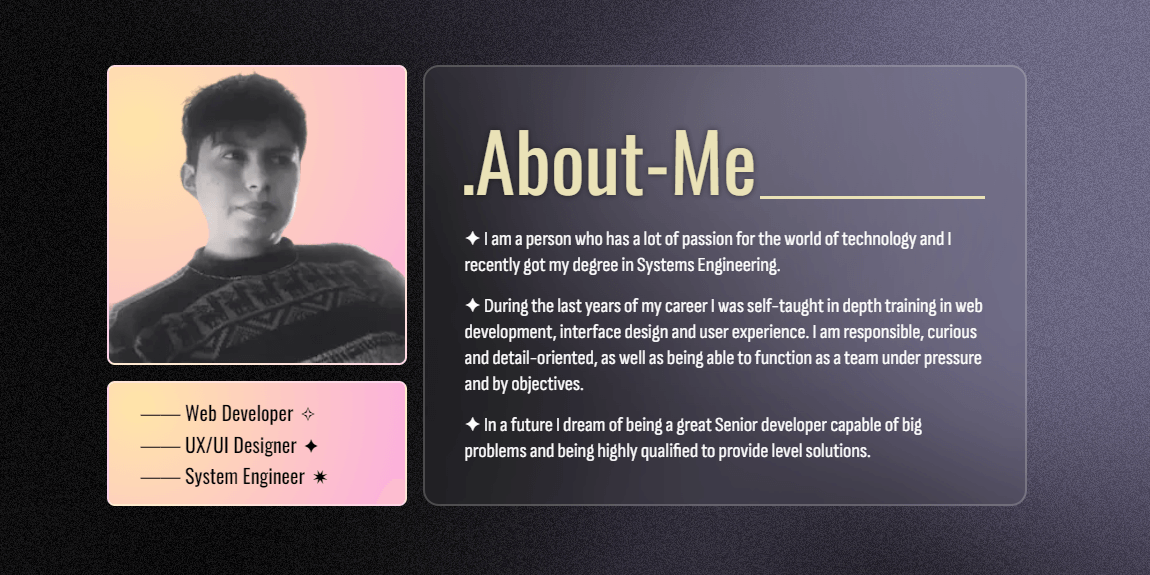 .About-Me
✦ I am a person who has a lot of passion for the world of technology and I
recently got my degree in Systems Engineering.
✦ During the last years of my career I was self-taught in depth training in web
development, interface design and user experience. I am responsible, curious
and detail-oriented, as well as being able to function as a team under pressure
and by objectives.
✦ In a future I dream of being a great Senior developer capable of big
problems and being highly qualified to provide level solutions.
—— Web Developer ✧
—— UX/UI Designer ✦
—— System Engineer ✷